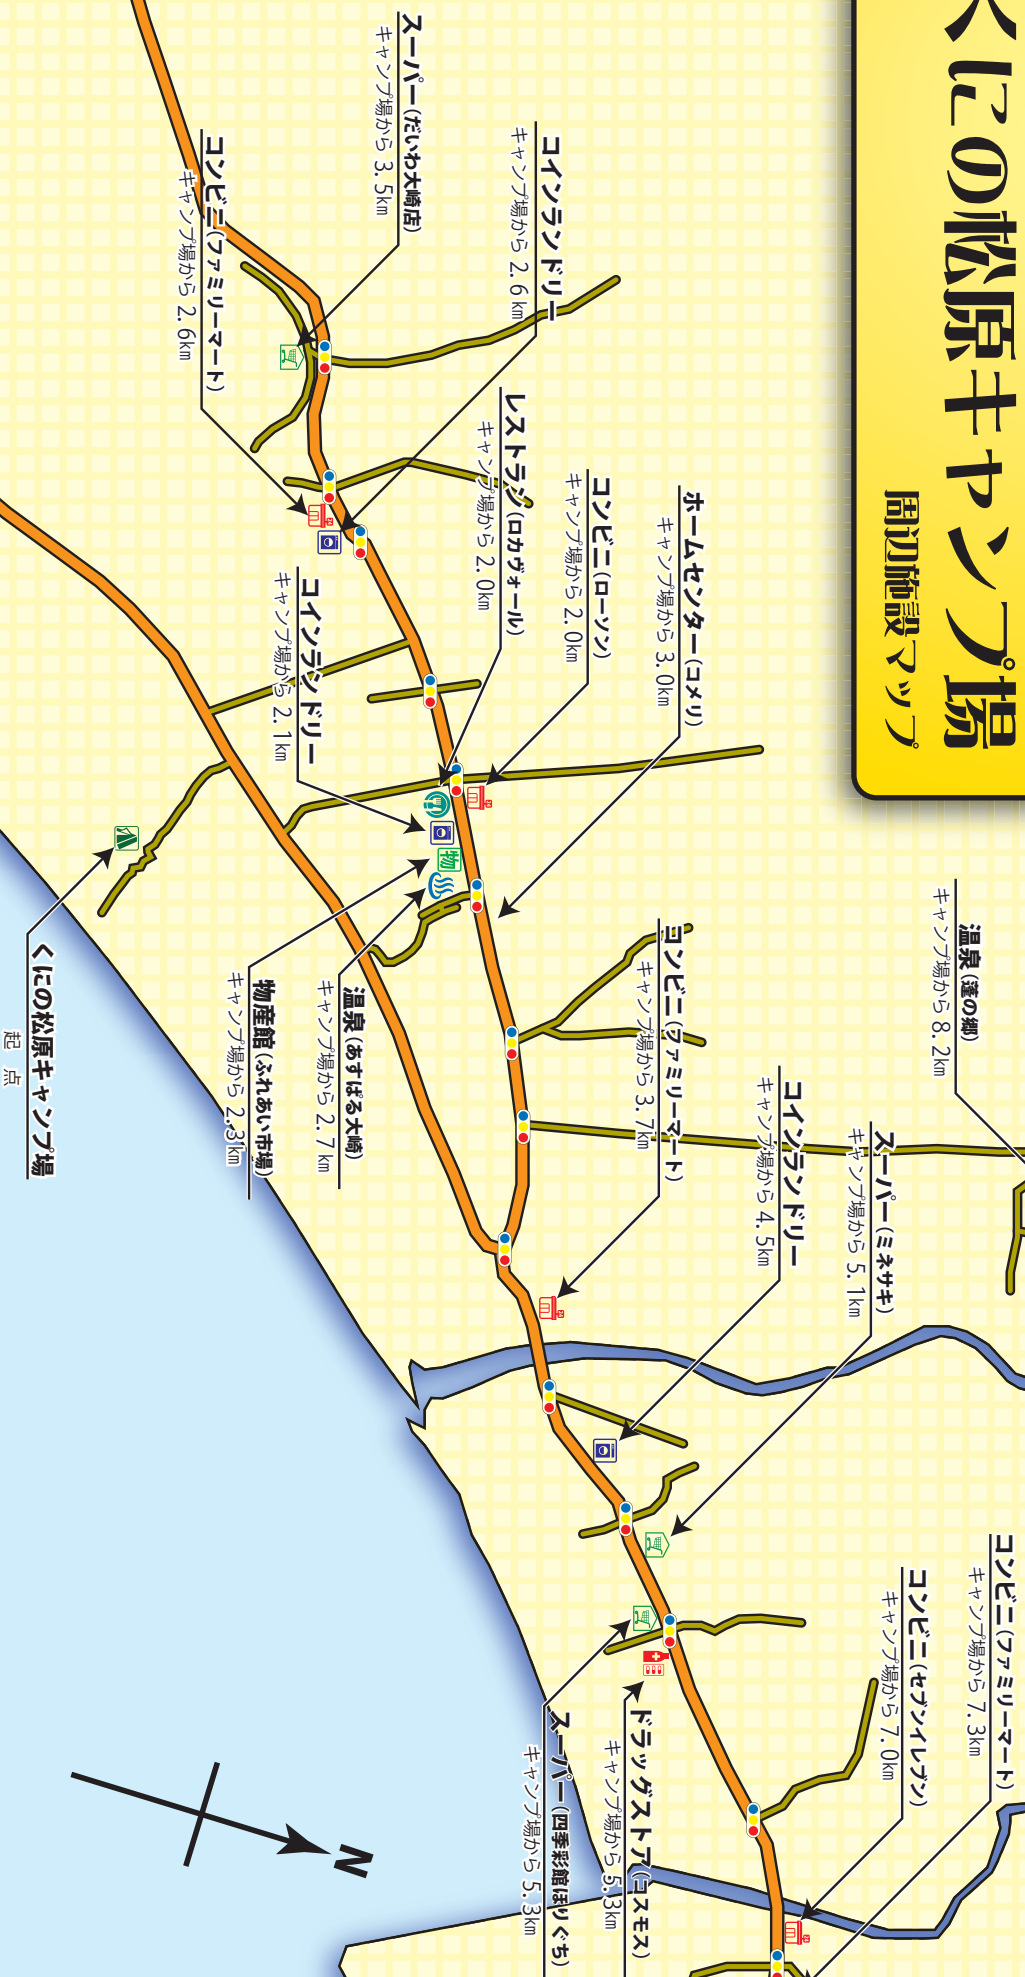 くにの松原キャンプ場
周辺施設マップ
スーパー(だいわ大崎店)
キャンプ場から 3.5km
コンビニ(ファミリーマート)
キャンプ場から 2.6km
コインランドリー
キャンプ場から 2.6km
レストラン(ロカヴォール)
キャンプ場から 2.0km
コンビニ(ローソン)
キャンプ場から 2.0km
ホームセンター(コメリ)
キャンプ場から 3.0km
コインランドリー
キャンプ場から 2.1km
物
くにの松原キャンプ場
起 点
物産館(ふれあい市場)
キャンプ場から 2.3km
温泉(あすぱる大崎)
キャンプ場から 2.7km
コンビニ(ファミリーマート)
キャンプ場から 3.7km
温泉(蓬の郷)
キャンプ場から 8.2km
コインランドリー
キャンプ場から 4.5km
スーパー(ミネサキ)
キャンプ場から 5.1km
コンビニ(ファミリーマート)
キャンプ場から 7.3km
コンビニ(セブンイレブン)
キャンプ場から 7.0km
ドラッグストア(コスモス)
キャンプ場から 5.3km
スーパー(四季彩館ほりぐち)
キャンプ場から 5.3km
N